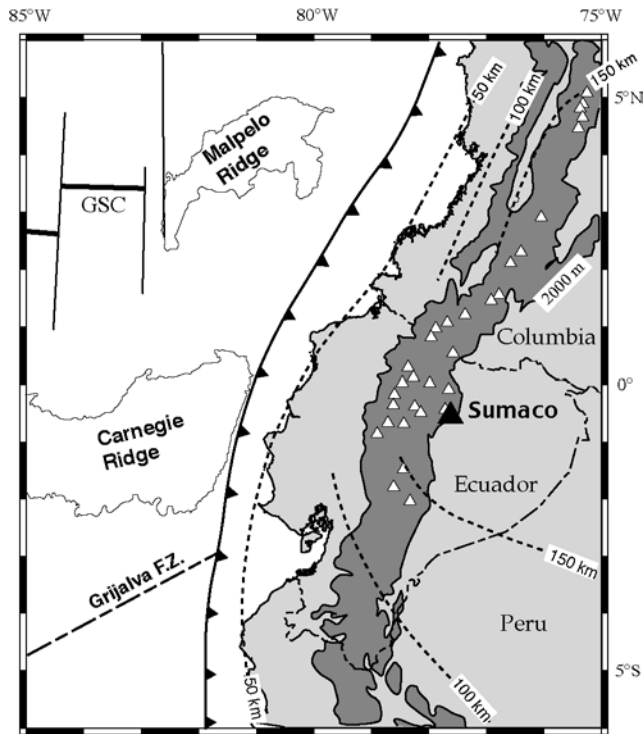 85°W
80°W
75°W
50 km
100 km
150 km
5°N
Malpelo
Ridge
GSC
2000 m
Columbia
0°
Carnegie
Ridge
Sumaco
Ecuador
150 km
Grijalva F.Z.
Peru
50 km
100 km
5°S